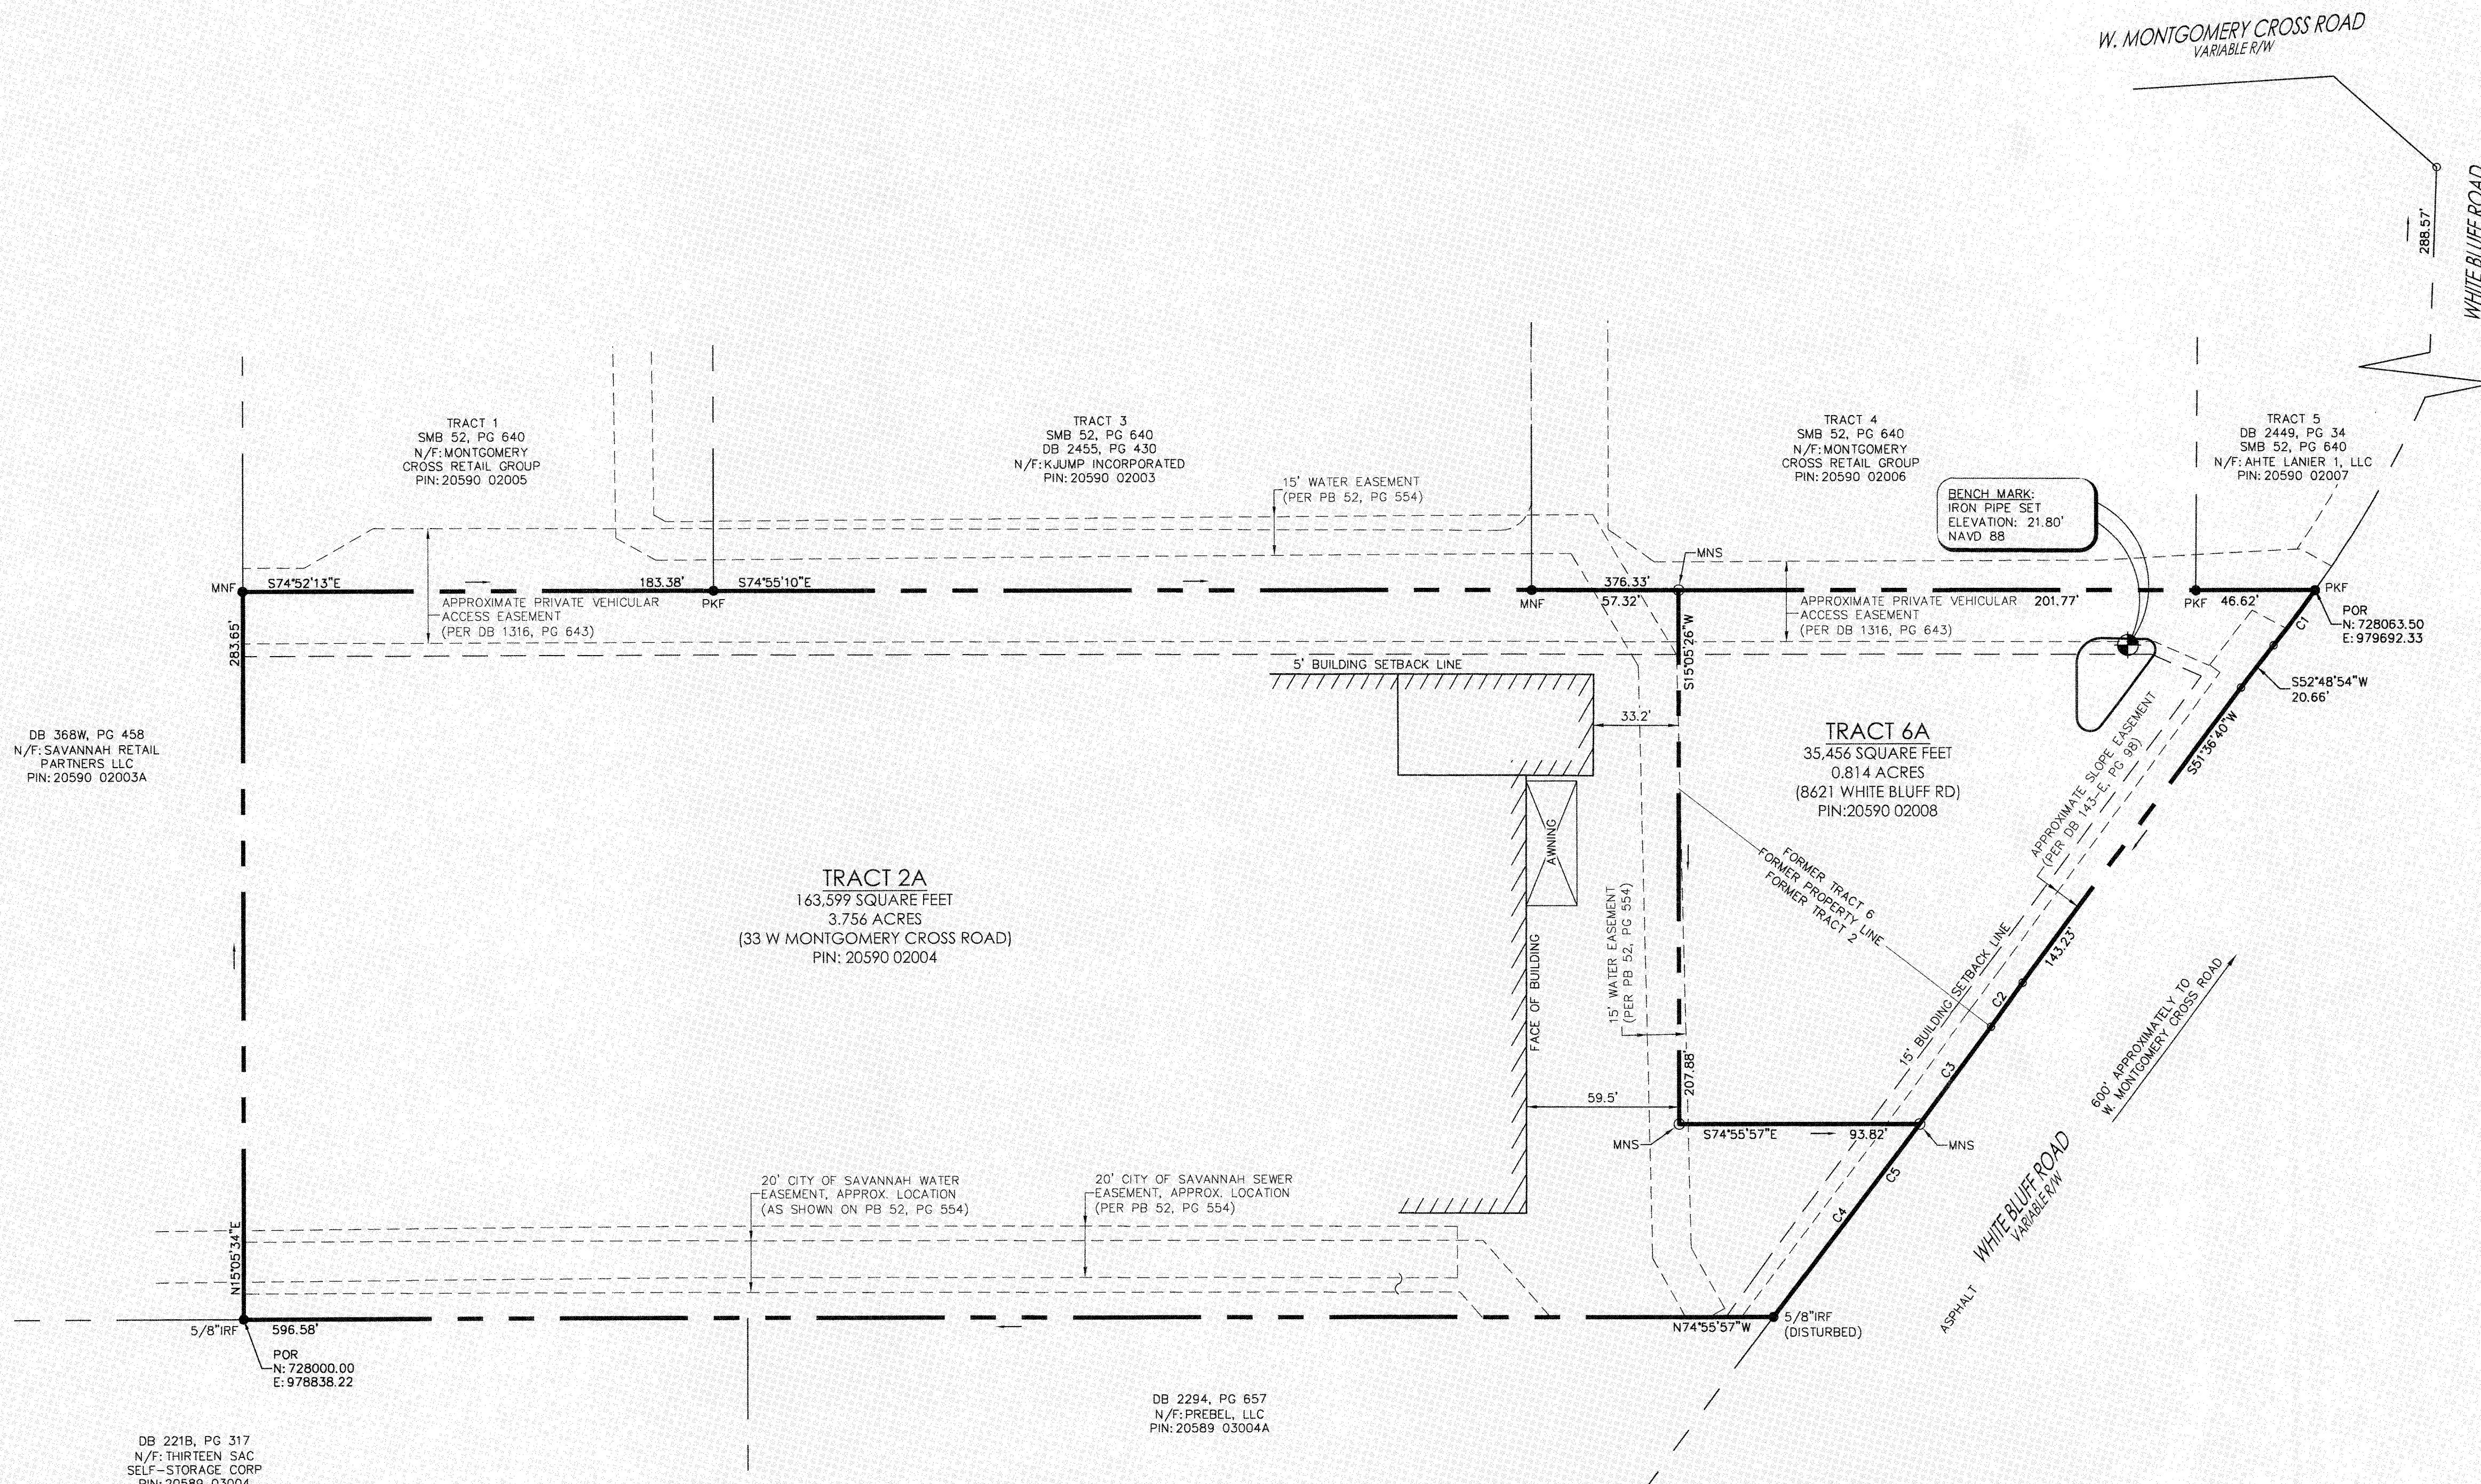 W. MONTGOMERY CROSS ROAD
VARIABLE R/W
WHITE BLUFF ROAD
288.57'
TRACT 1
SMB 52, PG 640
N/F: MONTGOMERY
CROSS RETAIL GROUP
PIN: 20590 02005
TRACT 3
SMB 52, PG 640
DB 2455, PG 430
N/F: KJUMP INCORPORATED
PIN: 20590 02003
TRACT 4
SMB 52, PG 640
N/F: MONTGOMERY
CROSS RETAIL GROUP
PIN: 20590 02006
TRACT 5
DB 2449, PG 34
SMB 52, PG 640
N/F: AHTE LANIER 1, LLC
PIN: 20590 02007
15' WATER EASEMENT
(PER PB 52, PG 554)
BENCH MARK:
IRON PIPE SET
ELEVATION: 21.80'
NAVD 88
MNS
MNF
S74°52'13"E
183.38'
S74°55'10"E
PKF
376.33'
MNF
57.32'
201.77'
PKF
46.62'
PKF
POR
N: 728063.50
E: 979692.33
APPROXIMATE PRIVATE VEHICULAR
ACCESS EASEMENT
(PER DB 1316, PG 643)
APPROXIMATE PRIVATE VEHICULAR
ACCESS EASEMENT
(PER DB 1316, PG 643)
283.65'
5' BUILDING SETBACK LINE
S15°05'26"W
C1
S52°48'54"W
20.66'
S51°36'40"W
33.2'
DB 368W, PG 458
N/F: SAVANNAH RETAIL
PARTNERS LLC
PIN: 20590 02003A
TRACT 6A
35,456 SQUARE FEET
0.814 ACRES
(8621 WHITE BLUFF RD)
PIN:20590 02008
APPROXIMATE SLOPE EASEMENT
(PER DB 143-E, PG 98)
AWNING
FORMER TRACT 6
FORMER PROPERTY LINE
FORMER TRACT 2
TRACT 2A
163,599 SQUARE FEET
3.756 ACRES
(33 W MONTGOMERY CROSS ROAD)
PIN: 20590 02004
FACE OF BUILDING
15' WATER EASEMENT
(PER PB 52, PG 554)
143.23'
15' BUILDING SETBACK LINE
C2
C3
600' APPROXIMATELY TO
W. MONTGOMERY CROSS ROAD
207.88'
59.5'
MNS
S74°55'57"E
93.82'
MNS
C5
C4
WHITE BLUFF ROAD
VARIABLE R/W
ASPHALT
20' CITY OF SAVANNAH WATER
EASEMENT, APPROX. LOCATION
(AS SHOWN ON PB 52, PG 554)
20' CITY OF SAVANNAH SEWER
EASEMENT, APPROX. LOCATION
(PER PB 52, PG 554)
N15°05'34"E
5/8"IRF
596.58'
N74°55'57"W
5/8"IRF
(DISTURBED)
POR
N: 728000.00
E: 978838.22
DB 2294, PG 657
N/F: PREBEL, LLC
PIN: 20589 03004A
DB 221B, PG 317
N/F: THIRTEEN SAC
SELF-STORAGE CORP
PIN: 20589 03004